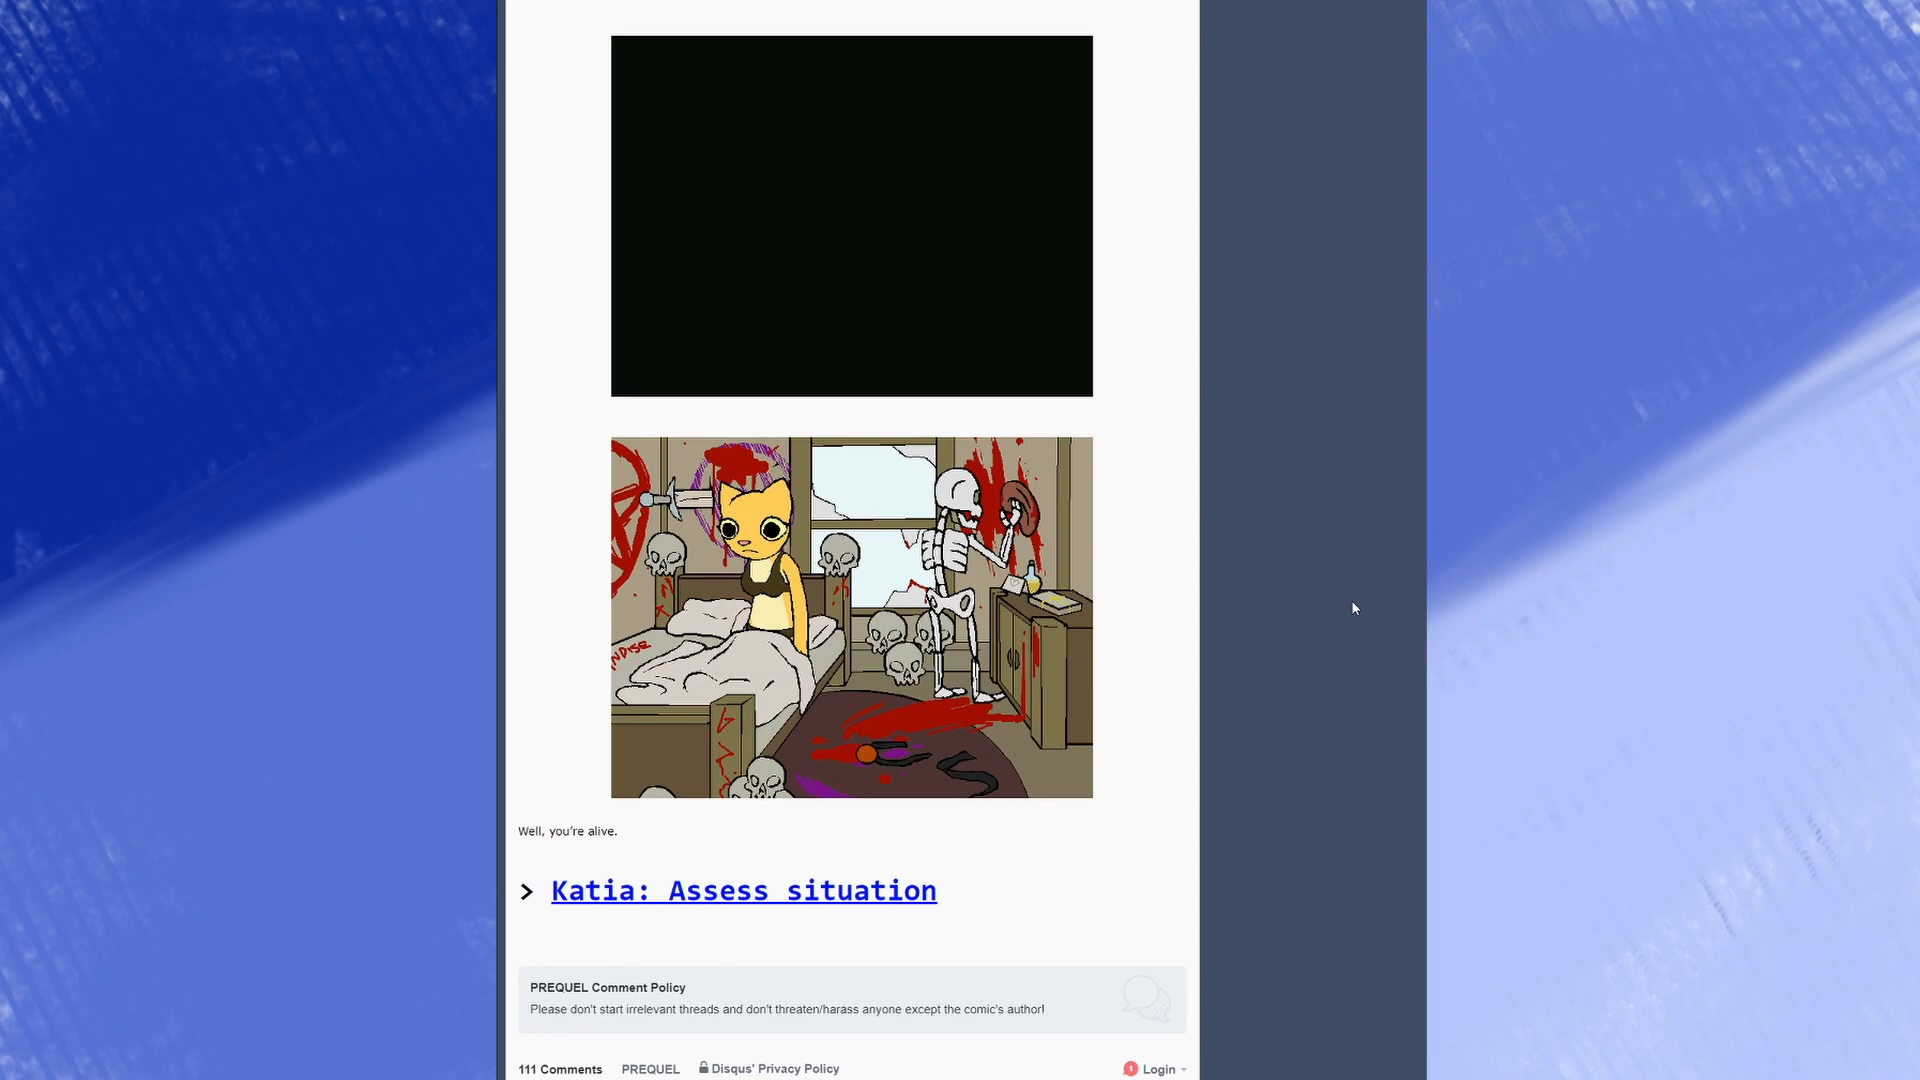 NDISE
Well, you're alive.
> Katia: Assess situation
PREQUEL Comment Policy
Please don't start irrelevant threads and don't threaten/harass anyone except the comic's author!
111 Comments PREQUEL Disqus' Privacy Policy 1 Login